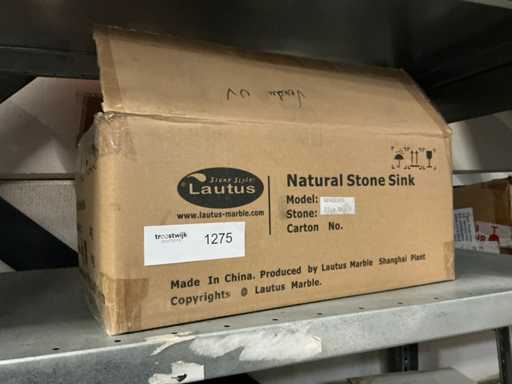 Stone Style®
Lautus
www.lautus-marble.com
Natural Stone Sink
Model:
Stone:
Carton No.
troostwijk
1275
Made In China. Produced by Lautus Marble Shanghai Plant
Copyrights @ Lautus Marble.